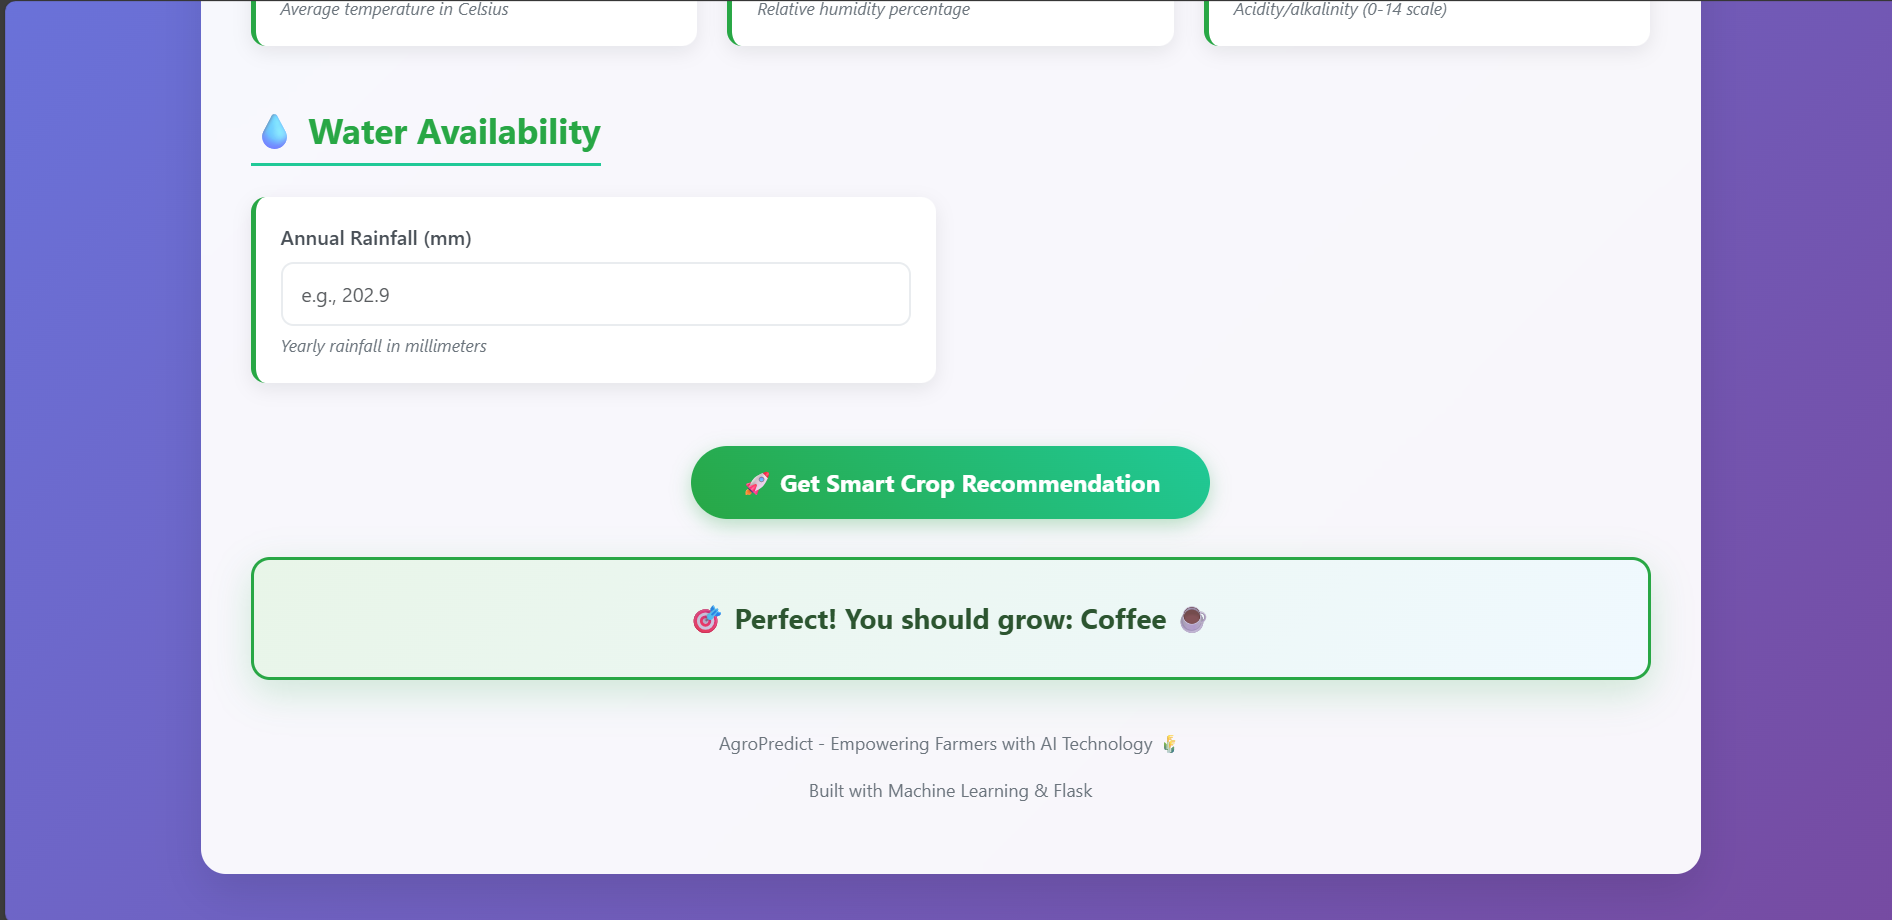 Average temperature in Celsius
Relative humidity percentage
Acidity/alkalinity (0-14 scale)
Water Availability
Annual Rainfall (mm)
e.g., 202.9
Yearly rainfall in millimeters
🚀 Get Smart Crop Recommendation
🎯 Perfect! You should grow: Coffee ☕
AgroPredict - Empowering Farmers with AI Technology 🌾
Built with Machine Learning & Flask